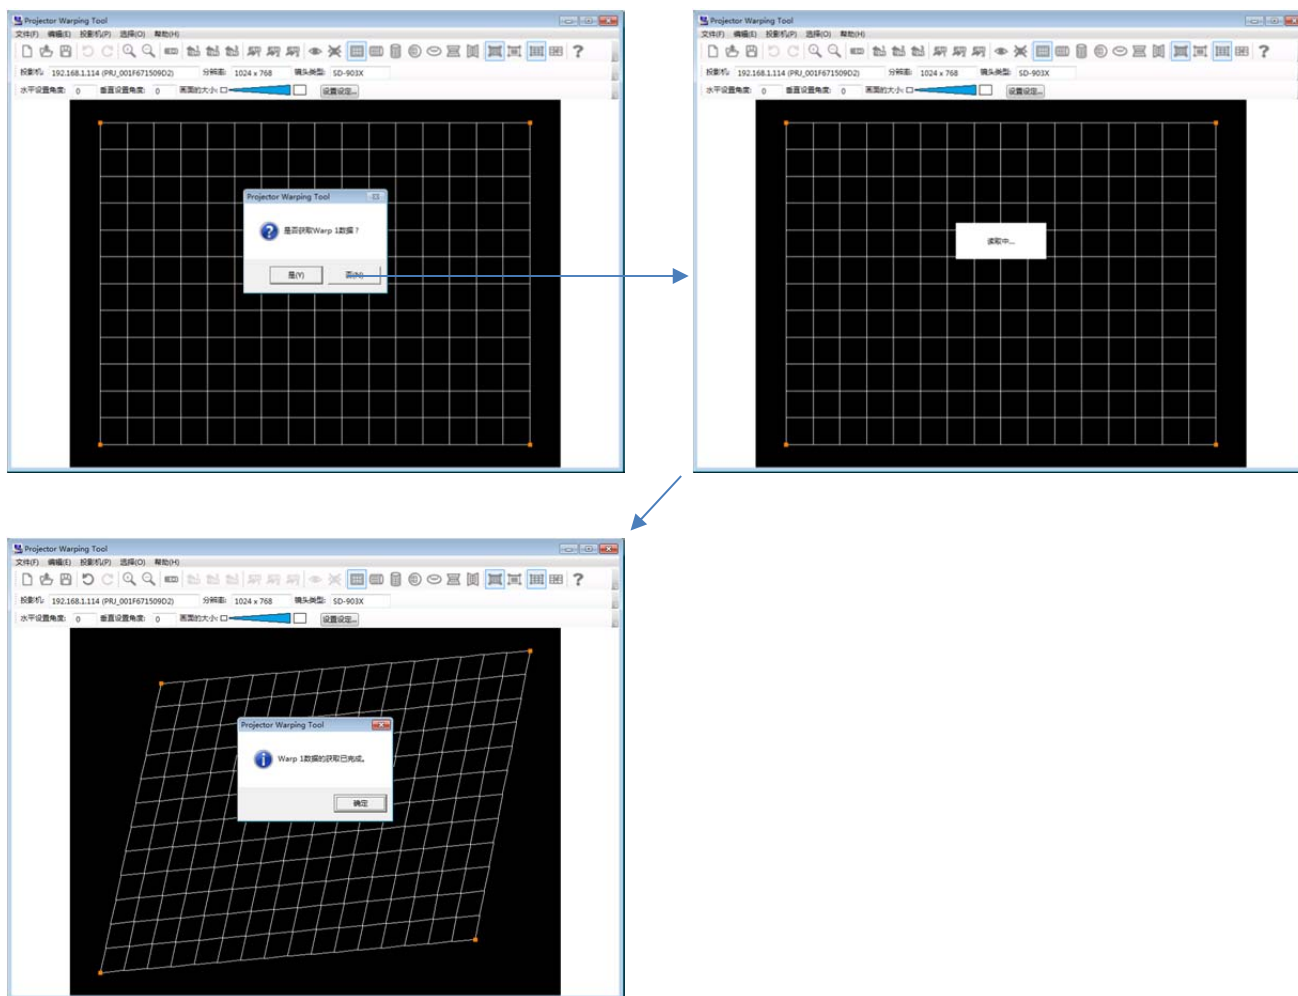 Projector Warping Tool
文件(F) 编辑(E) 投影机(P) 选择(O) 帮助(H)
投影机: 192.168.1.114 (PRJ_001F671509D2) 分辨率: 1024 x 768 镜头类型: SD-903X
水平设置角度: 0 垂直设置角度: 0 画面的大小: 设置设定...
Projector Warping Tool
是否获取Warp 1数据？
是(Y) 否(N)
Projector Warping Tool
文件(F) 编辑(E) 投影机(P) 选择(O) 帮助(H)
投影机: 192.168.1.114 (PRJ_001F671509D2) 分辨率: 1024 x 768 镜头类型: SD-903X
水平设置角度: 0 垂直设置角度: 0 画面的大小: 设置设定...
读取中...
Projector Warping Tool
文件(F) 编辑(E) 投影机(P) 选择(O) 帮助(H)
投影机: 192.168.1.114 (PRJ_001F671509D2) 分辨率: 1024 x 768 镜头类型: SD-903X
水平设置角度: 0 垂直设置角度: 0 画面的大小: 设置设定...
Projector Warping Tool
Warp 1数据的获取已完成。
确定